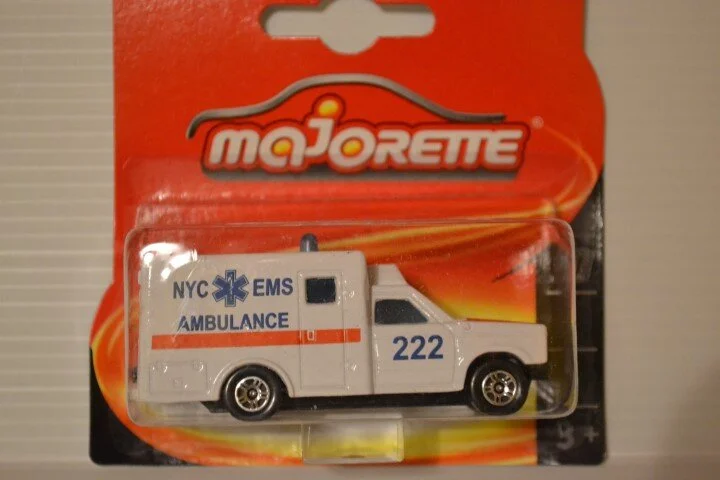 majorette®
NYC EMS
AMBULANCE
222
3 +